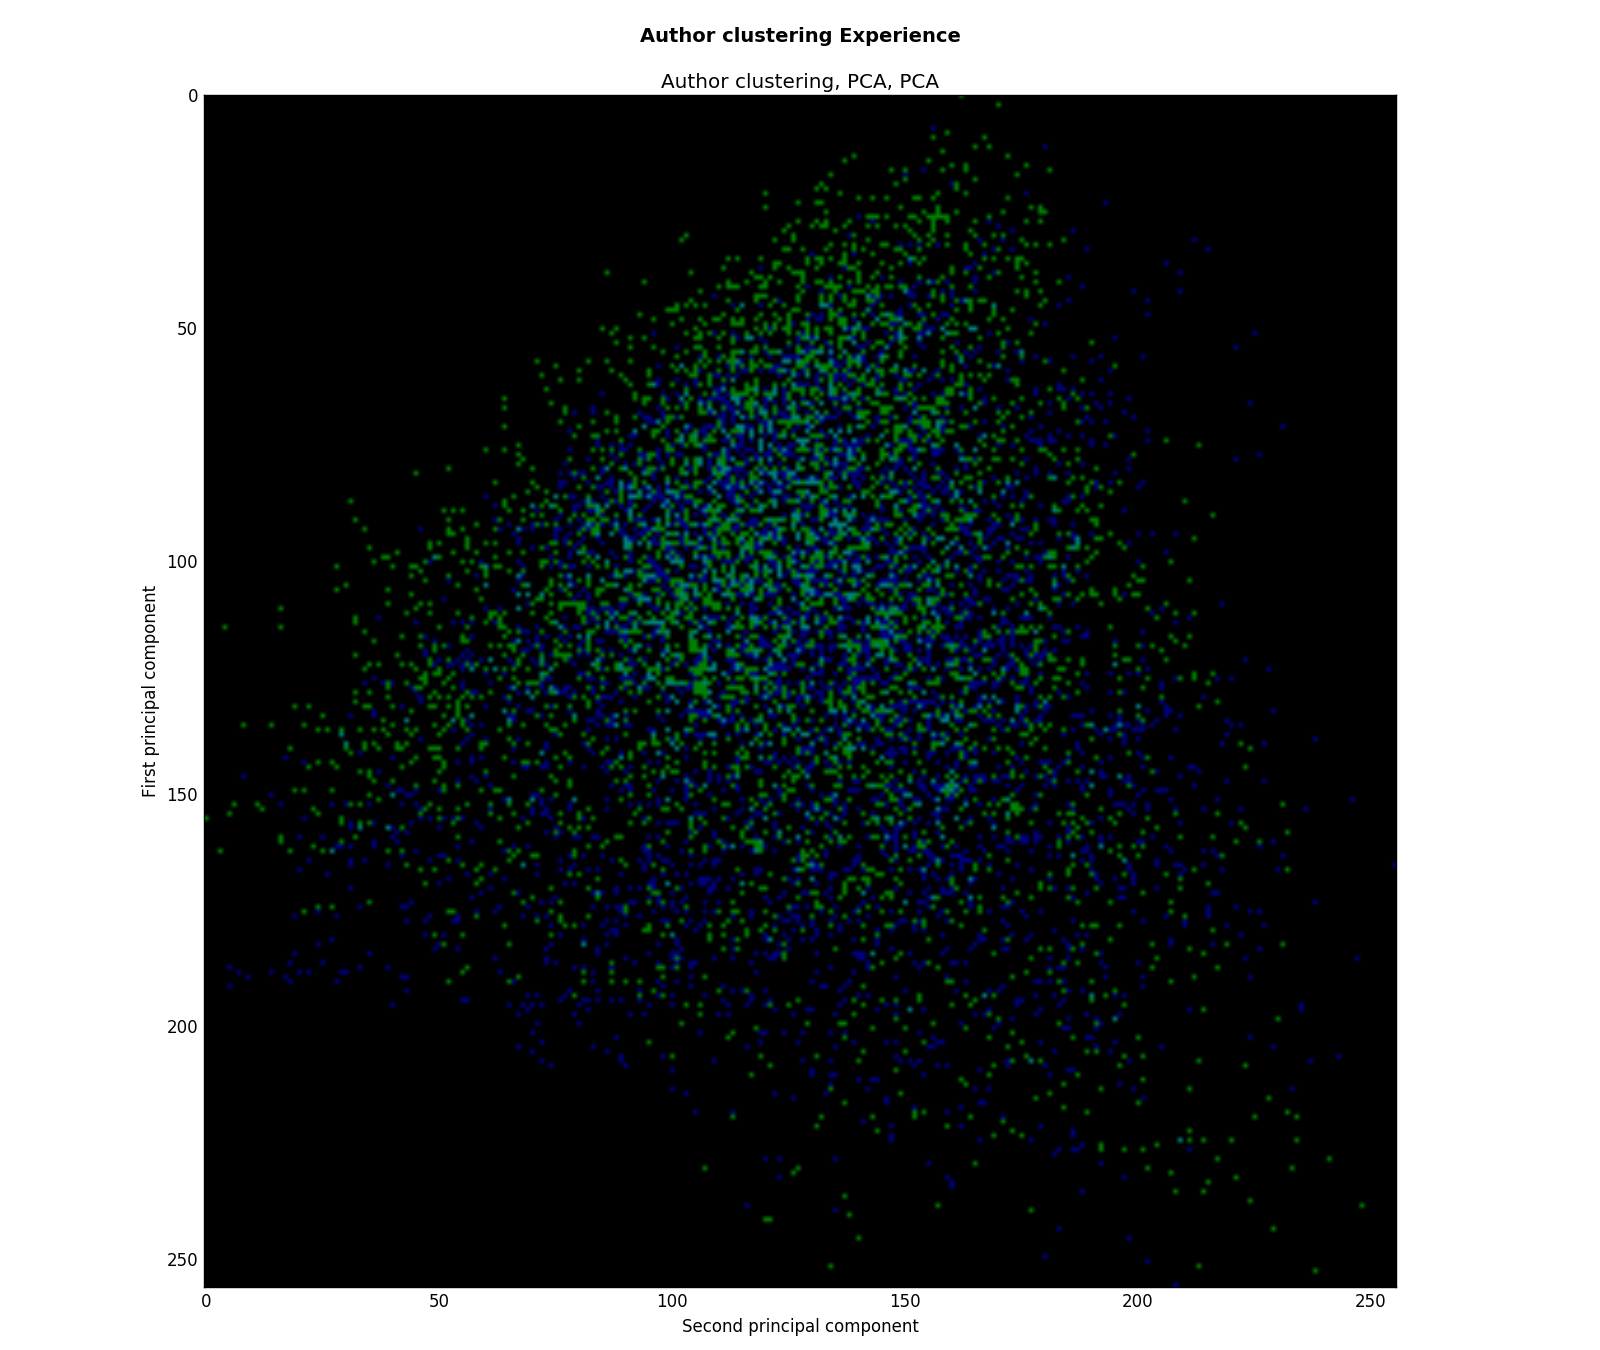 Author clustering Experience
Author clustering, PCA, PCA
0
50
100
150
200
250
First principal component
0 50 100 150 200 250
Second principal component